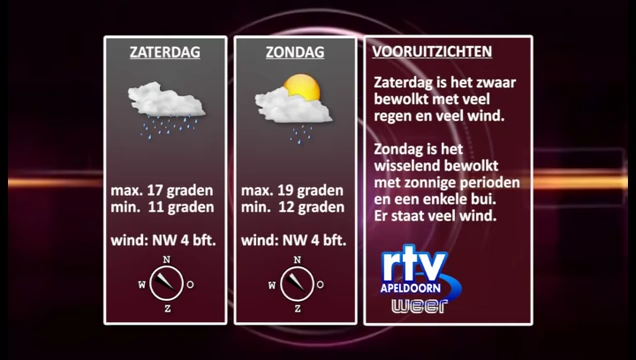 ZATERDAG
max. 17 graden
min. 11 graden
wind: NW 4 bft.
N
W O
Z
ZONDAG
max. 19 graden
min. 12 graden
wind: NW 4 bft.
N
W O
Z
VOORUITZICHTEN
Zaterdag is het zwaar
bewolkt met veel
regen en veel wind.
Zondag is het
wisselend bewolkt
met zonnige perioden
en een enkele bui.
Er staat veel wind.
rtv
APELDOORN
weer